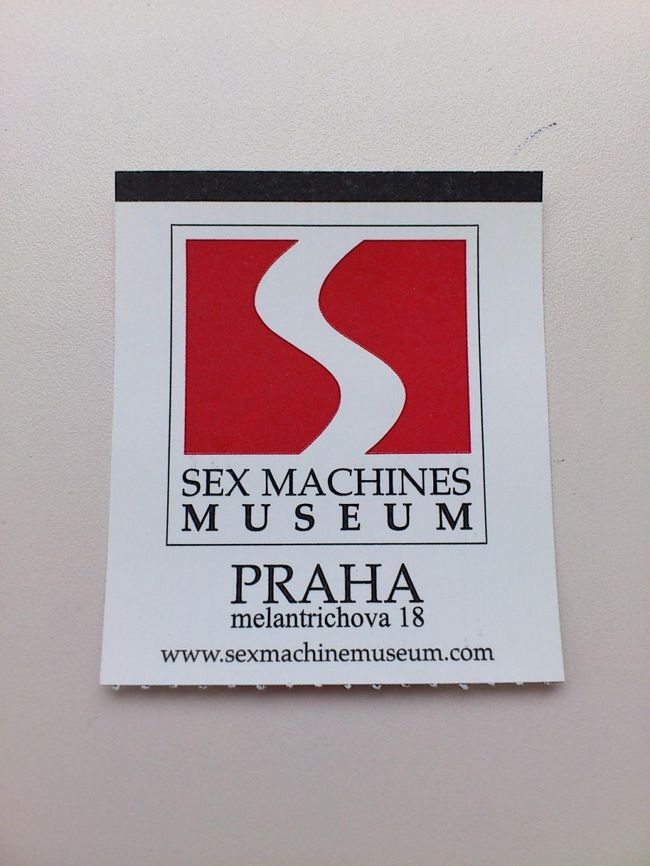 SEX MACHINES
MUSEUM
PRAHA
melantrichova 18
www.sexmachinemuseum.com